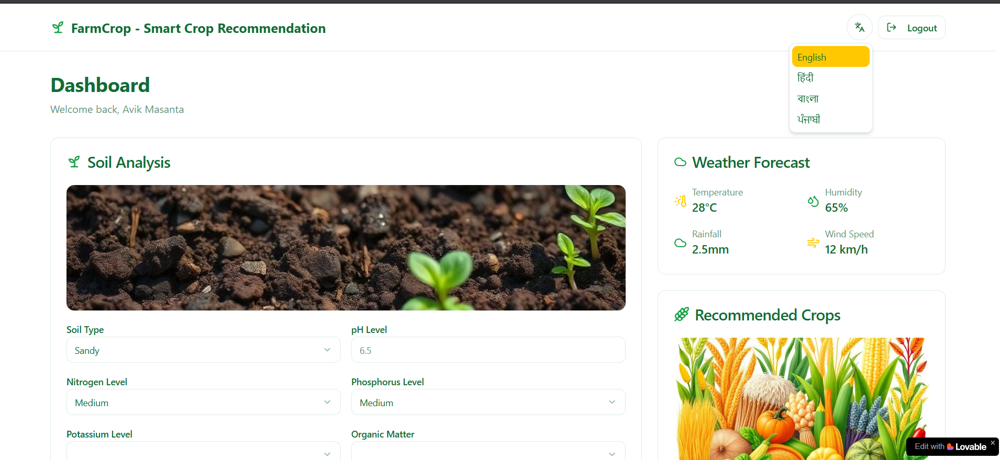 FarmCrop - Smart Crop Recommendation
Logout
English
हिंदी
বাংলা
ਪੰਜਾਬੀ
Dashboard
Welcome back, Avik Masanta
Soil Analysis
Soil Type
Sandy
pH Level
6.5
Nitrogen Level
Medium
Phosphorus Level
Medium
Potassium Level
Organic Matter
Weather Forecast
Temperature
28°C
Humidity
65%
Rainfall
2.5mm
Wind Speed
12 km/h
Recommended Crops
Edit with Lovable